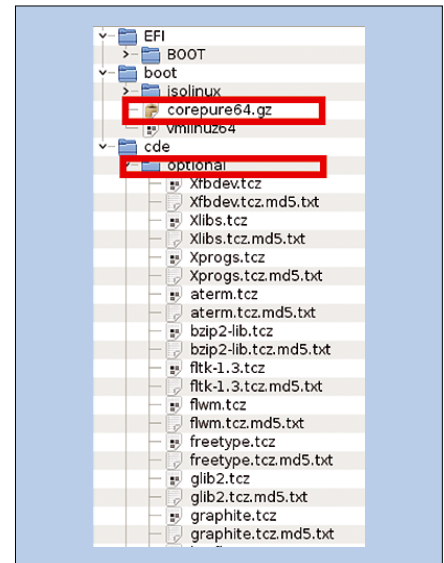 EFI
BOOT
boot
isolinux
corepure64.gz
vmlinuz64
cde
optional
Xfbdev.tcz
Xfbdev.tcz.md5.txt
Xlibs.tcz
Xlibs.tcz.md5.txt
Xprogs.tcz
Xprogs.tcz.md5.txt
aterm.tcz
aterm.tcz.md5.txt
bzip2-lib.tcz
bzip2-lib.tcz.md5.txt
fltk-1.3.tcz
fltk-1.3.tcz.md5.txt
flwm.tcz
flwm.tcz.md5.txt
freetype.tcz
freetype.tcz.md5.txt
glib2.tcz
glib2.tcz.md5.txt
graphite.tcz
graphite.tcz.md5.txt